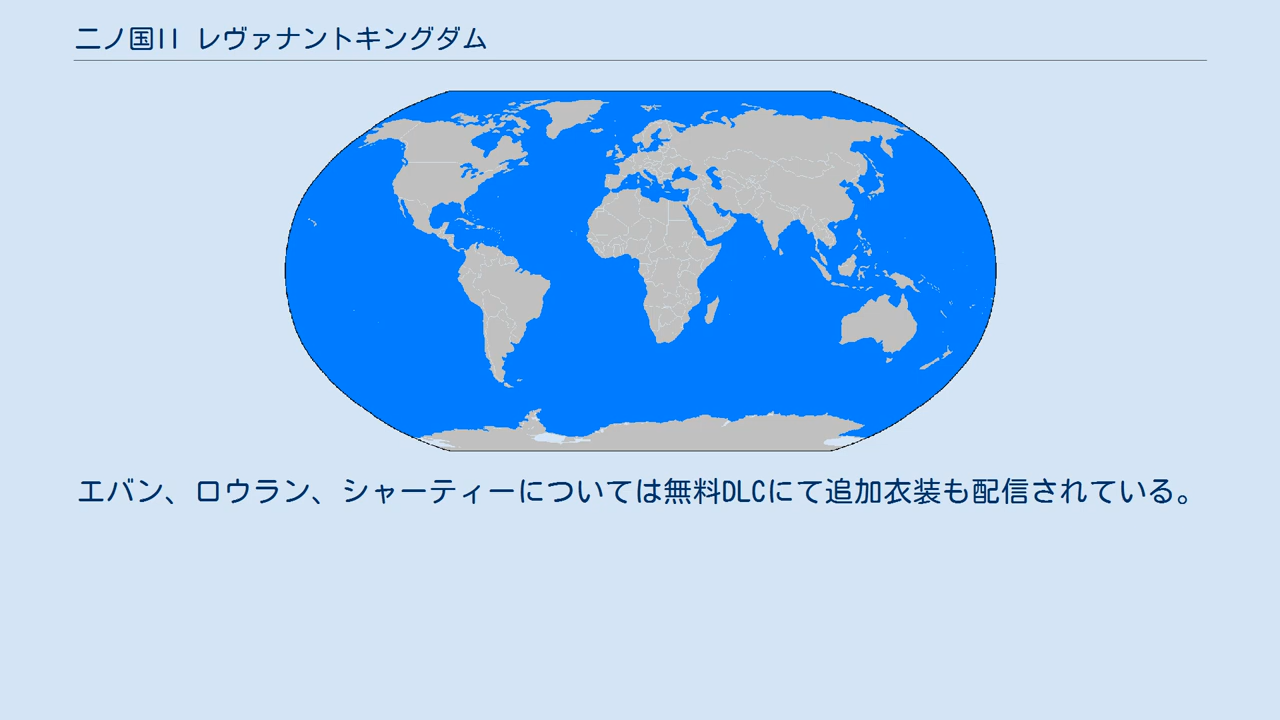 二ノ国II レヴァナントキングダム
エバン、ロウラン、シャーティーについては無料DLCにて追加衣装も配信されている。